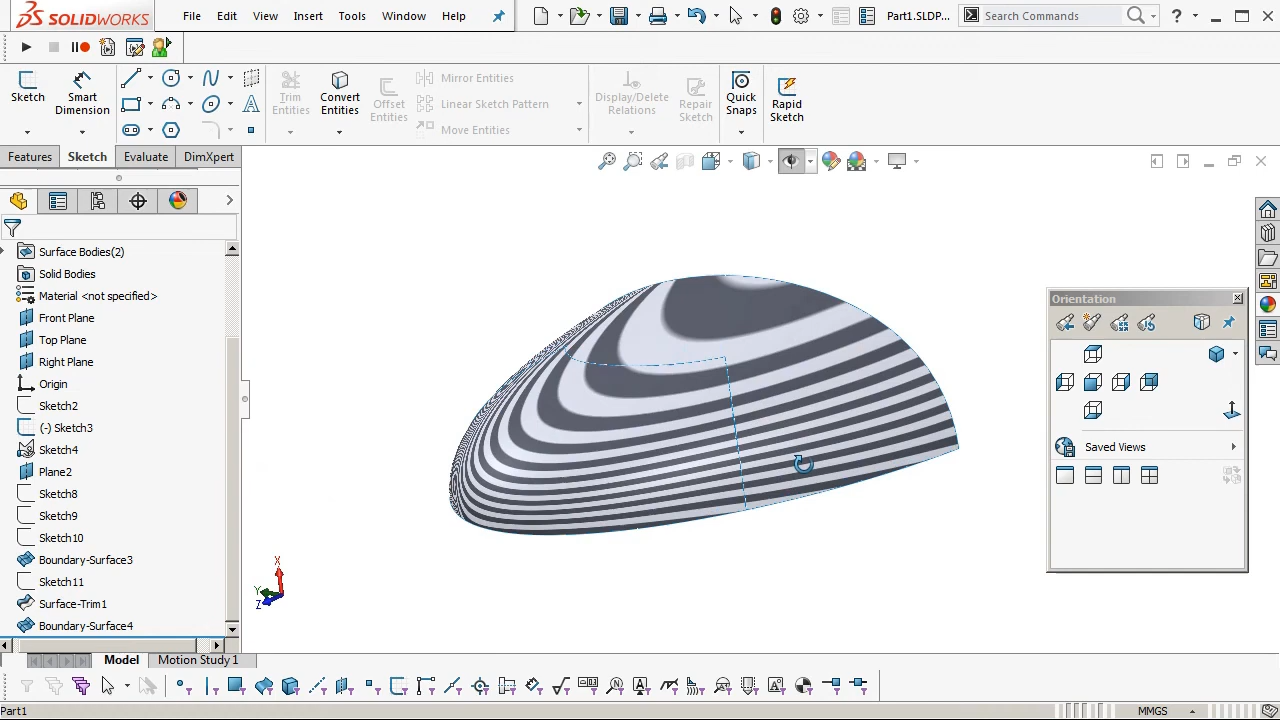 SOLIDWORKS File Edit View Insert Tools Window Help Part1.SLDP... Search Commands ?
Sketch Smart Dimension Trim Entities Convert Entities Offset Entities Mirror Entities Linear Sketch Pattern Move Entities Display/Delete Relations Repair Sketch Quick Snaps Rapid Sketch
Features Sketch Evaluate DimXpert
Surface Bodies(2)
Solid Bodies
Material <not specified>
Front Plane
Top Plane
Right Plane
Origin
Sketch2
(-) Sketch3
Sketch4
Plane2
Sketch8
Sketch9
Sketch10
Boundary-Surface3
Sketch11
Surface-Trim1
Boundary-Surface4
X
Y
Z
Orientation
Saved Views
Model Motion Study 1
Part1 MMGS